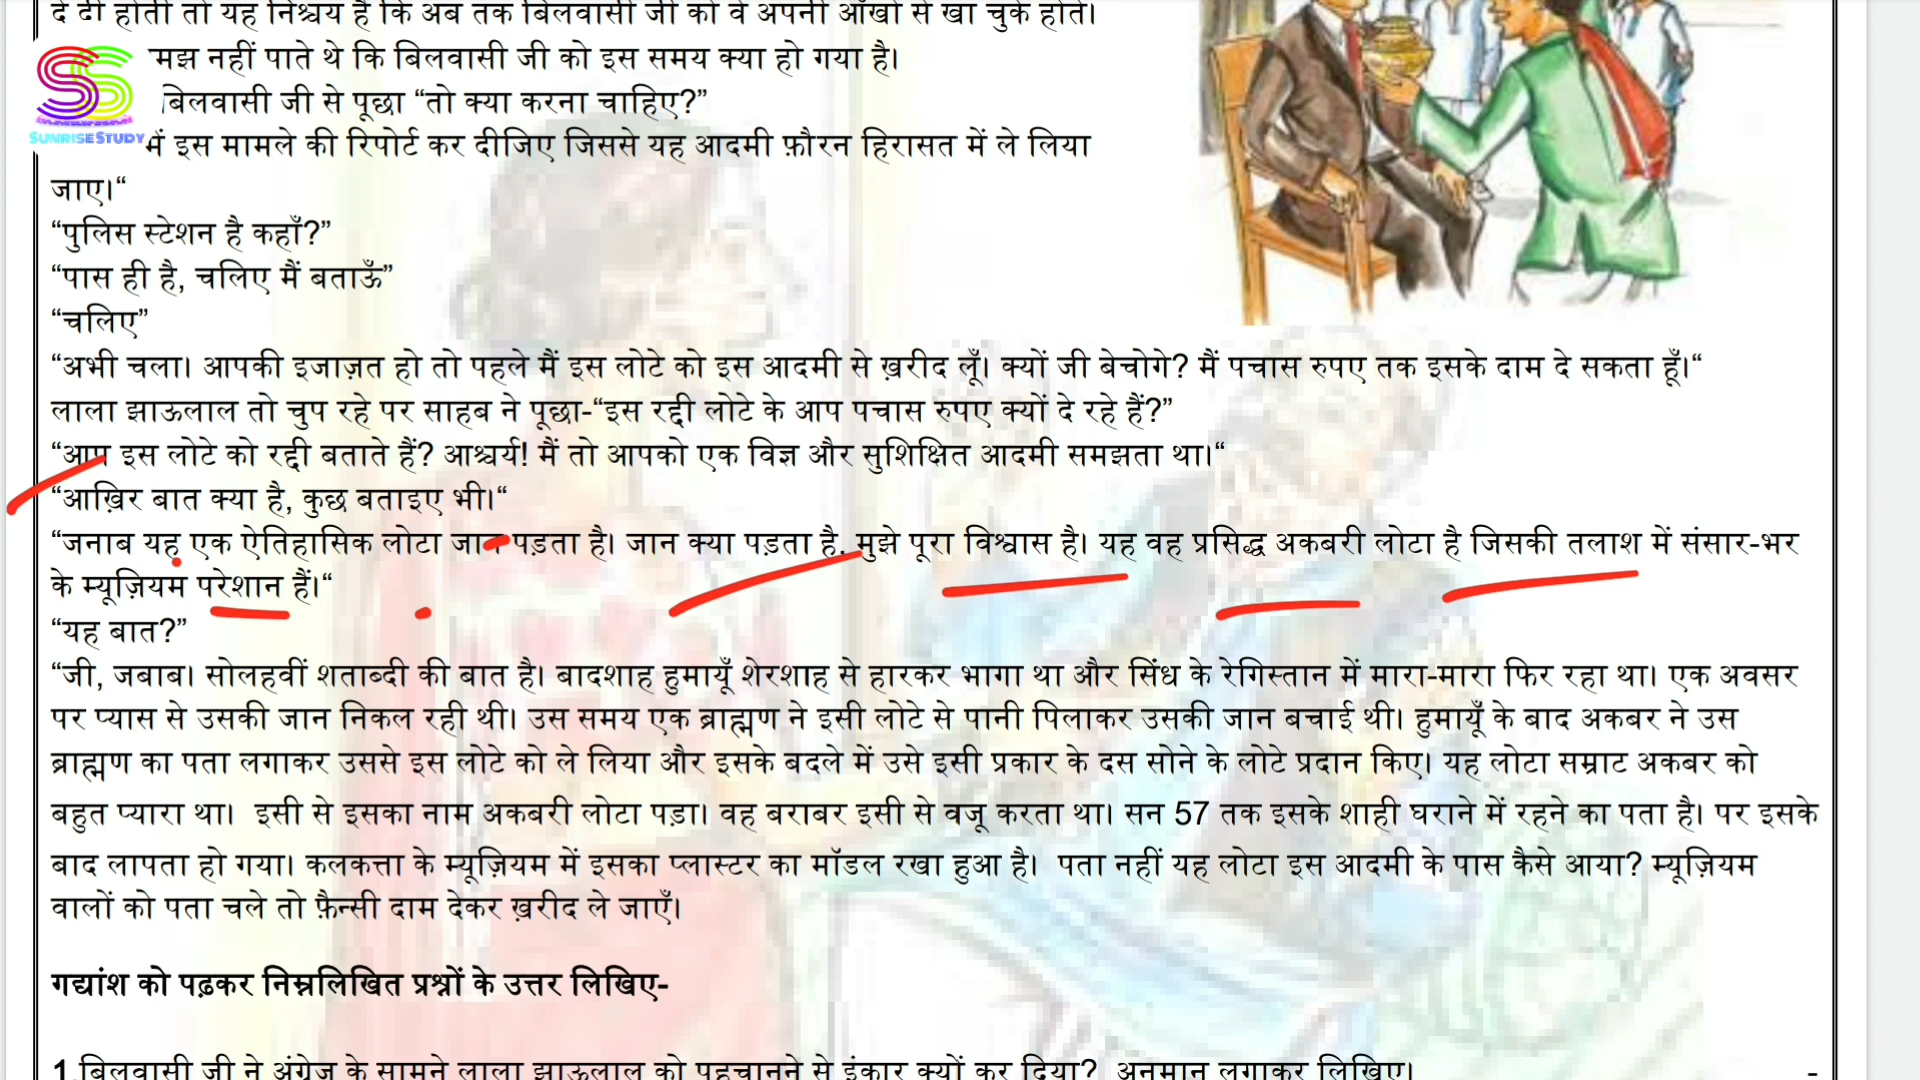 दे दी होती तो यह निश्चय है कि अब तक बिलवासी जी को वे अपनी आँखों से खा चुके होते।
मझ नहीं पाते थे कि बिलवासी जी को इस समय क्या हो गया है।
बिलवासी जी से पूछा “तो क्या करना चाहिए?”
SUNRISE STUDY
में इस मामले की रिपोर्ट कर दीजिए जिससे यह आदमी फ़ौरन हिरासत में ले लिया
जाए।“
“पुलिस स्टेशन है कहाँ?”
“पास ही है, चलिए मैं बताऊँ”
“चलिए”
“अभी चला। आपकी इजाज़त हो तो पहले मैं इस लोटे को इस आदमी से ख़रीद लूँ। क्यों जी बेचोगे? मैं पचास रुपए तक इसके दाम दे सकता हूँ।“
लाला झाऊलाल तो चुप रहे पर साहब ने पूछा-“इस रद्दी लोटे के आप पचास रुपए क्यों दे रहे हैं?”
“आप इस लोटे को रद्दी बताते हैं? आश्चर्य! मैं तो आपको एक विज्ञ और सुशिक्षित आदमी समझता था।“
“आख़िर बात क्या है, कुछ बताइए भी।“
“जनाब यह एक ऐतिहासिक लोटा जान पड़ता है। जान क्या पड़ता है, मुझे पूरा विश्वास है। यह वह प्रसिद्ध अकबरी लोटा है जिसकी तलाश में संसार-भर
के म्यूज़ियम परेशान हैं।“
“यह बात?”
“जी, जबाब। सोलहवीं शताब्दी की बात है। बादशाह हुमायूँ शेरशाह से हारकर भागा था और सिंध के रेगिस्तान में मारा-मारा फिर रहा था। एक अवसर
पर प्यास से उसकी जान निकल रही थी। उस समय एक ब्राह्मण ने इसी लोटे से पानी पिलाकर उसकी जान बचाई थी। हुमायूँ के बाद अकबर ने उस
ब्राह्मण का पता लगाकर उससे इस लोटे को ले लिया और इसके बदले में उसे इसी प्रकार के दस सोने के लोटे प्रदान किए। यह लोटा सम्राट अकबर को
बहुत प्यारा था।  इसी से इसका नाम अकबरी लोटा पड़ा। वह बराबर इसी से वजू करता था। सन 57 तक इसके शाही घराने में रहने का पता है। पर इसके
बाद लापता हो गया। कलकत्ता के म्यूज़ियम में इसका प्लास्टर का मॉडल रखा हुआ है।  पता नहीं यह लोटा इस आदमी के पास कैसे आया? म्यूज़ियम
वालों को पता चले तो फ़ैन्सी दाम देकर ख़रीद ले जाएँ।
गद्यांश को पढ़कर निम्नलिखित प्रश्नों के उत्तर लिखिए-
1.बिलवासी जी ने अंग्रेज के सामने लाला झाऊलाल को पहचानने से इंकार क्यों कर दिया?  अनुमान लगाकर लिखिए।